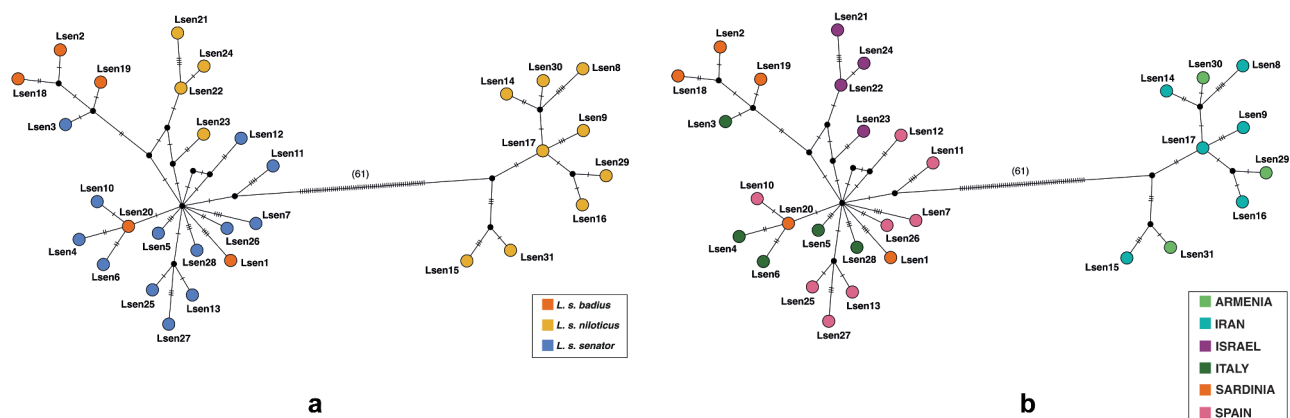 Lsen21
Lsen2
Lsen24
Lsen19
Lsen18
Lsen22
Lsen3
Lsen23
Lsen12
Lsen11
Lsen10
Lsen20
Lsen7
Lsen4
Lsen5
Lsen26
Lsen6
Lsen28
Lsen1
Lsen25
Lsen13
Lsen27
(61)
Lsen14
Lsen30
Lsen8
Lsen9
Lsen17
Lsen29
Lsen16
Lsen15
Lsen31
L. s. badius
L. s. niloticus
L. s. senator
a
Lsen21
Lsen2
Lsen24
Lsen19
Lsen18
Lsen22
Lsen3
Lsen23
Lsen12
Lsen11
Lsen10
Lsen20
Lsen7
Lsen4
Lsen5
Lsen26
Lsen6
Lsen28
Lsen1
Lsen25
Lsen13
Lsen27
(61)
Lsen14
Lsen30
Lsen8
Lsen9
Lsen17
Lsen29
Lsen16
Lsen15
Lsen31
ARMENIA
IRAN
ISRAEL
ITALY
SARDINIA
SPAIN
b